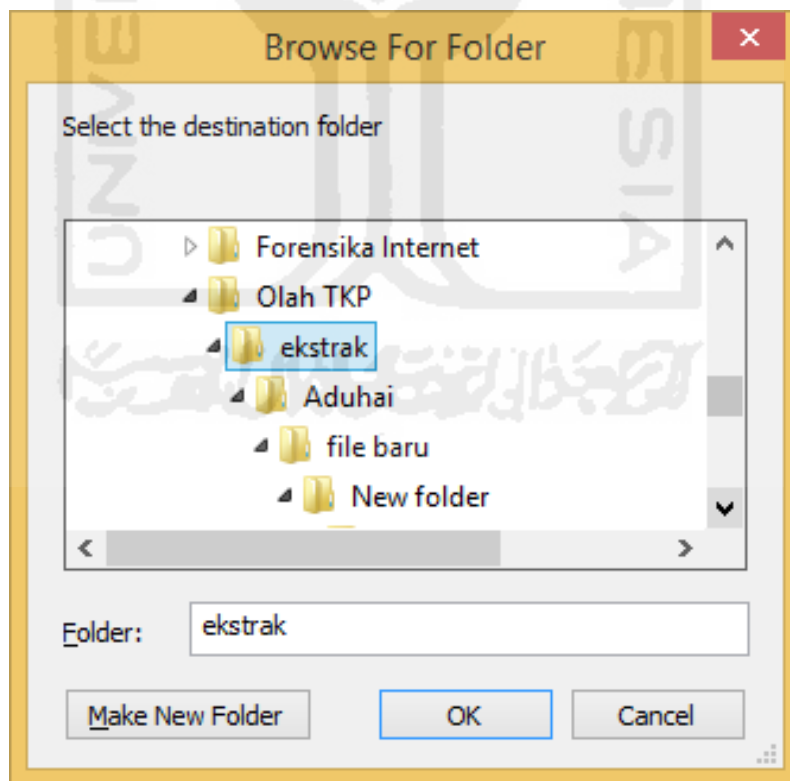 Browse For Folder
Select the destination folder
Forensika Internet
Olah TKP
ekstrak
Aduhai
file baru
New folder
Folder: ekstrak
Make New Folder OK Cancel